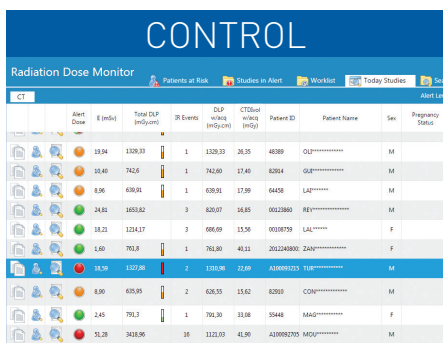 CONTROL
Radiation Dose Monitor Patients at Risk Studies in Alert Worklist Today Studies Sea
CT Alert Le
Alert Dose E (mSv) Total DLP (mGy.cm) IR Events DLP w/acq (mGy.cm) CTDIvol w/acq (mGy) Patient ID Patient Name Sex Pregnancy Status
19,94 1329,33 1 1329,33 26,35 48389 OLI************* M
10,40 742,6 1 742,60 17,40 82914 GUI************* M
8,96 639,91 1 639,91 17,99 64458 LAI******* M
24,81 1653,82 3 820,07 16,85 00123860 REV****************** M
18,21 1214,17 3 686,69 15,56 00108759 LAL****** F
1,60 761,8 1 761,80 40,11 2012240800: ZAN************* F
18,59 1327,88 2 1310,98 22,69 A100093215 TUR************* M
8,90 635,95 2 626,55 15,62 82910 CON************** M
2,45 791,3 1 791,30 33,08 55448 MAG************* F
51,28 3418,96 16 1121,03 41,90 A100092705 MOU********* M